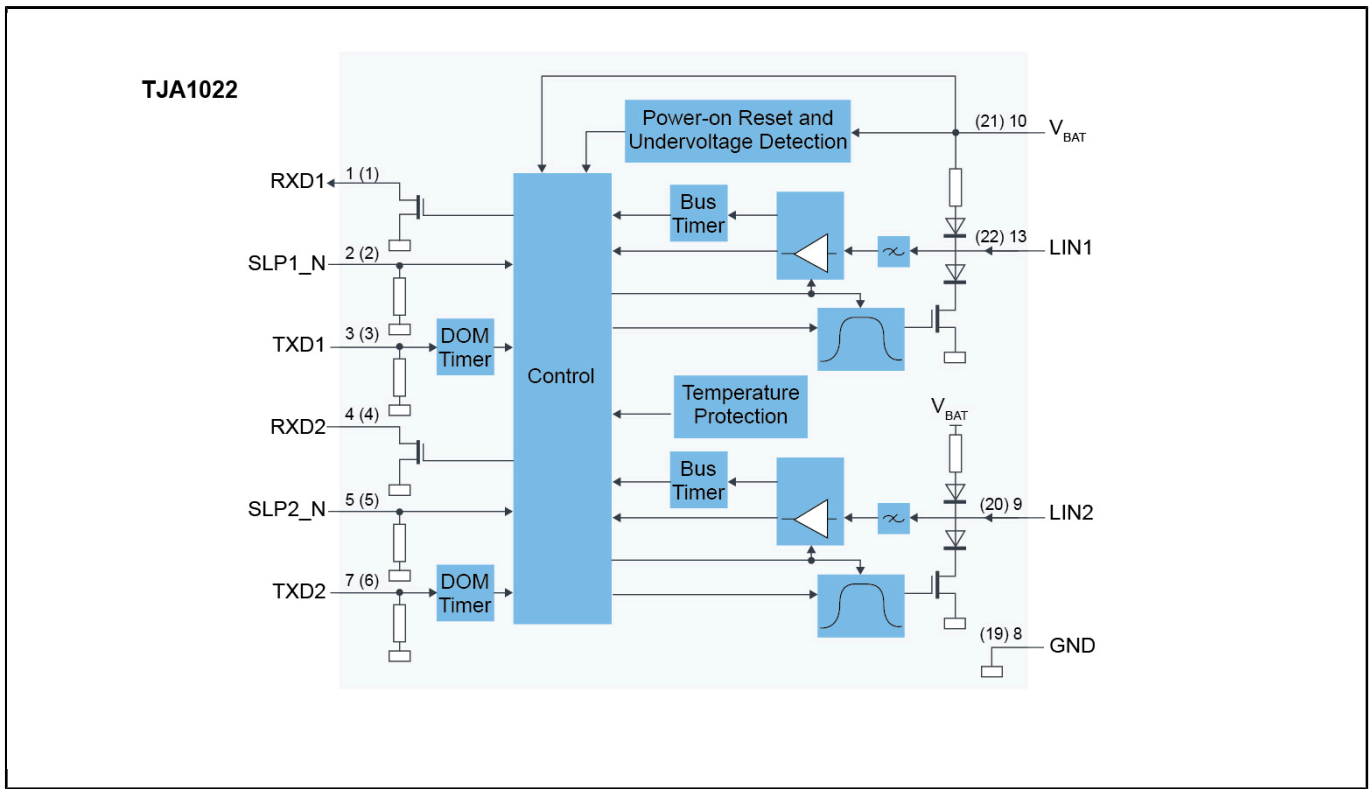 TJA1022
Power-on Reset and
Undervoltage Detection
(21) 10
V_BAT
RXD1
1 (1)
Bus
Timer
(22) 13
LIN1
SLP1_N
2 (2)
TXD1
3 (3)
DOM
Timer
Control
Temperature
Protection
RXD2
4 (4)
V_BAT
Bus
Timer
SLP2_N
5 (5)
(20) 9
LIN2
TXD2
7 (6)
DOM
Timer
(19) 8
GND